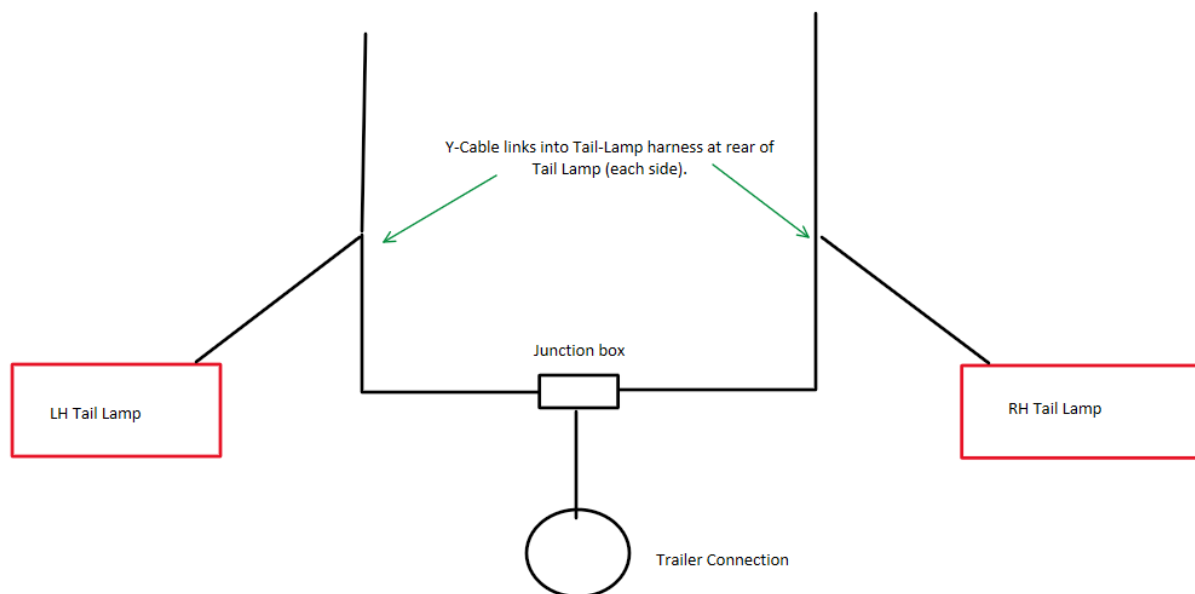 Y-Cable links into Tail-Lamp harness at rear of
Tail Lamp (each side).
Junction box
LH Tail Lamp
RH Tail Lamp
Trailer Connection